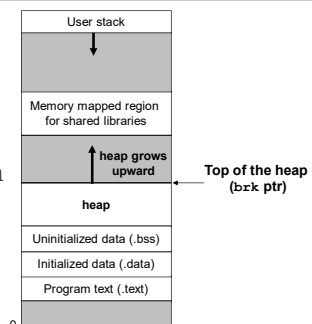 User stack
Memory mapped region
for shared libraries
heap grows
upward
Top of the heap
(brk ptr)
heap
Uninitialized data (.bss)
Initialized data (.data)
Program text (.text)
0